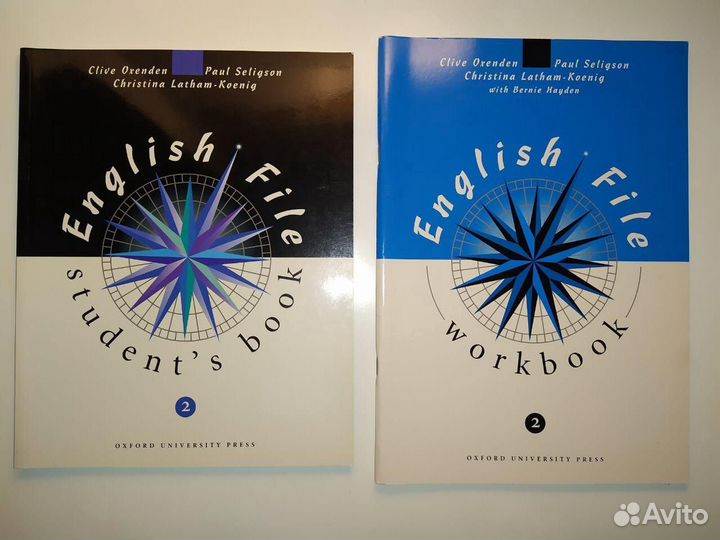 Clive Oxenden Paul Seligson
Christina Latham-Koenig
English File
student's book
2
OXFORD UNIVERSITY PRESS
Clive Oxenden Paul Seligson
Christina Latham-Koenig
with Bernie Hayden
English File
workbook
2
OXFORD UNIVERSITY PRESS
Avito